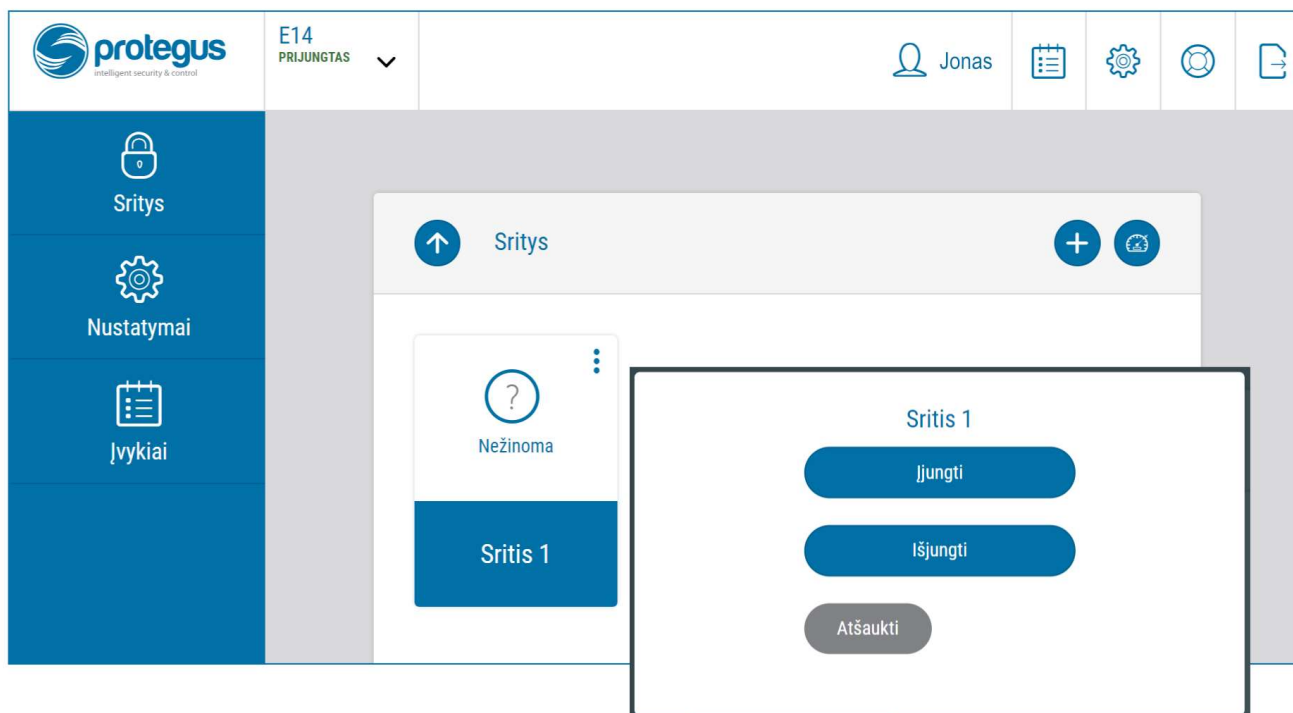 protegus
intelligent security & control
E14
PRIJUNGTAS
Jonas
Sritys
Nustatymai
Įvykiai
Sritys
?
Nežinoma
Sritis 1
Sritis 1
Įjungti
Išjungti
Atšaukti